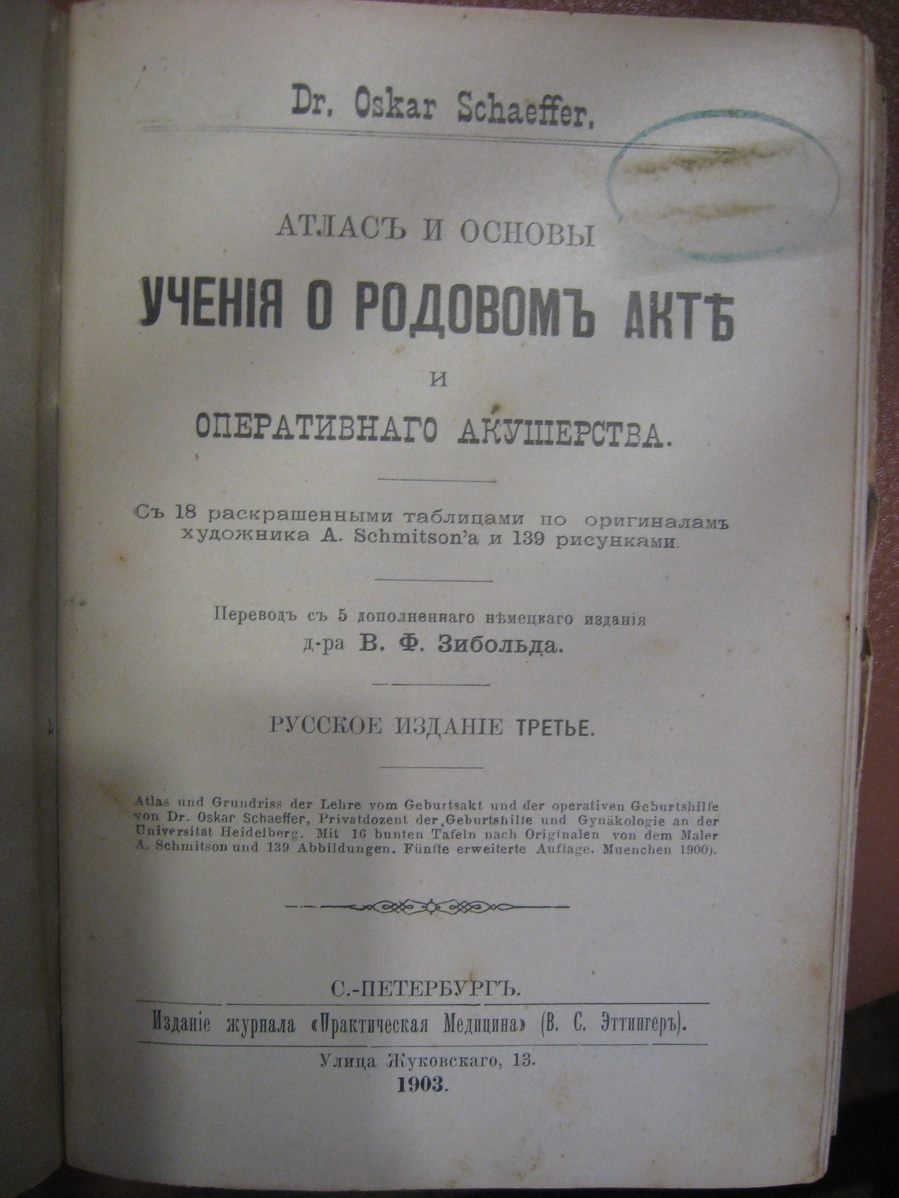 Dr. Oskar Schaeffer.
АТЛАСЪ И ОСНОВЫ
УЧЕНІЯ О РОДОВОМЪ АКТѢ
И
ОПЕРАТИВНАГО АКУШЕРСТВА.
Съ 18 раскрашенными таблицами по оригиналамъ
художника A. Schmitson'a и 139 рисунками.
Переводъ съ 5 дополненнаго нѣмецкаго изданія
д-ра В. Ф. Зибольда.
РУССКОЕ ИЗДАНІЕ ТРЕТЬЕ.
Atlas und Grundriss der Lehre vom Geburtsakt und der operativen Geburtshilfe
von Dr. Oskar Schaeffer, Privatdozent der Geburtshilfe und Gynäkologie an der
Universität Heidelberg. Mit 16 bunten Tafeln nach Originalen von dem Maler
A. Schmitson und 139 Abbildungen. Fünfte erweiterte Auflage. Muenchen 1900).
С.-ПЕТЕРБУРГЪ.
Изданіе журнала «Практическая Медицина» (В. С. Эттингеръ).
Улица Жуковскаго, 13.
1903.